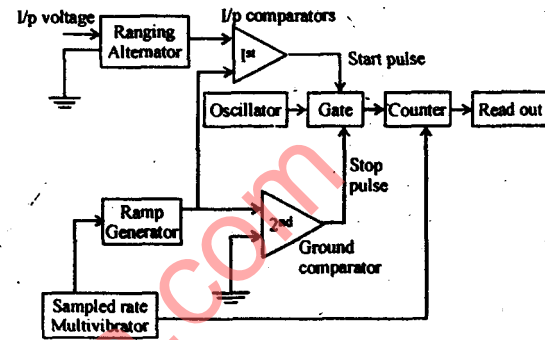 I/p voltage
Ranging
Alternator
I/p comparators
1st
Start pulse
Oscillator
Gate
Counter
Read out
Stop
pulse
Ramp
Generator
2nd
Ground
comparator
Sampled rate
Multivibrator
.com